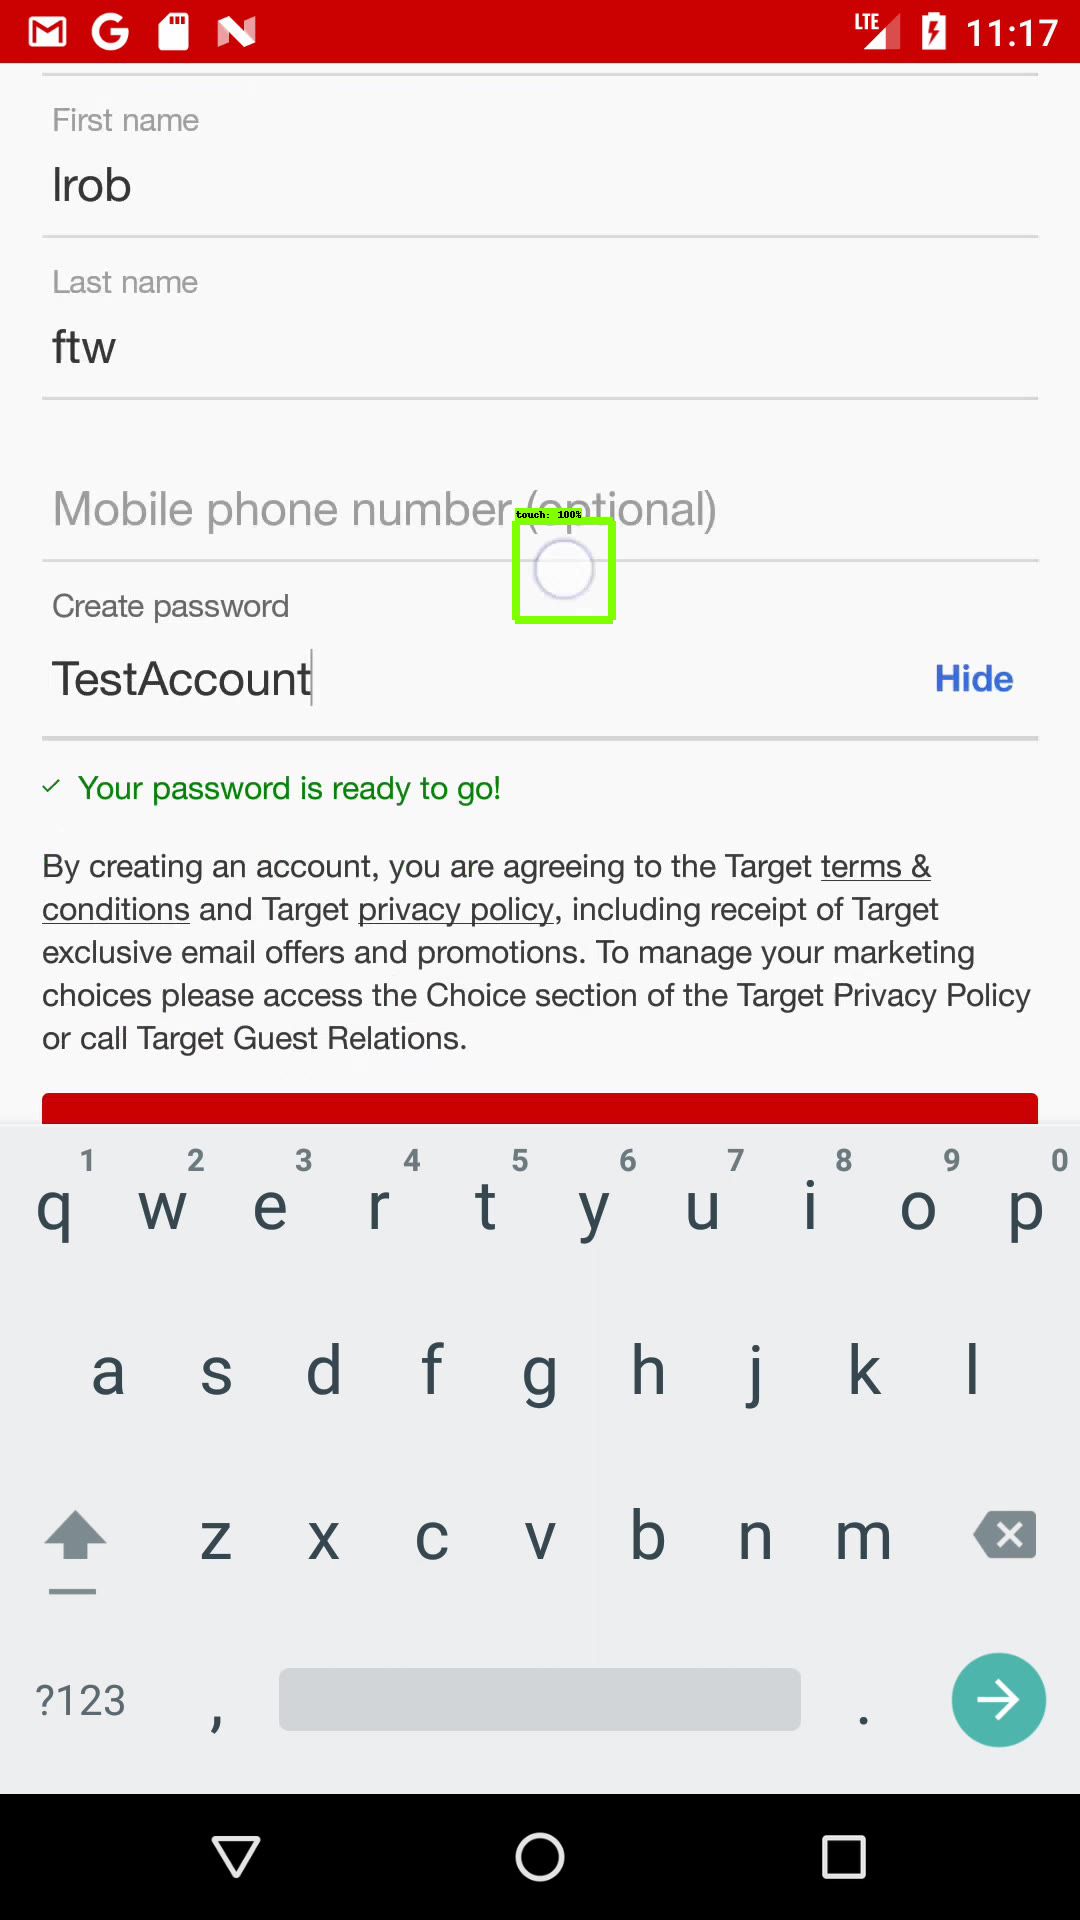 LTE 11:17
First name
lrob
Last name
ftw
Mobile phone number (optional)
touch: 100%
Create password
TestAccount
Hide
✓ Your password is ready to go!
By creating an account, you are agreeing to the Target terms &
conditions and Target privacy policy, including receipt of Target
exclusive email offers and promotions. To manage your marketing
choices please access the Choice section of the Target Privacy Policy
or call Target Guest Relations.
1 2 3 4 5 6 7 8 9 0
q w e r t y u i o p
a s d f g h j k l
z x c v b n m
?123 , .